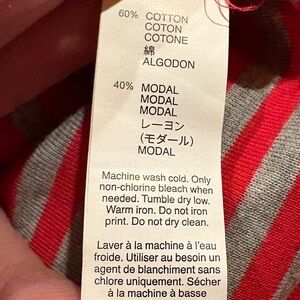 60% COTTON
COTON
COTONE
綿
ALGODON
40% MODAL
MODAL
MODAL
レーヨン
(モダール)
MODAL
Machine wash cold. Only
non-chlorine bleach when
needed. Tumble dry low.
Warm iron. Do not iron
print. Do not dry clean.
Laver à la machine à l'eau
froide. Utiliser au besoin un
agent de blanchiment sans
chlore uniquement. Sécher
à la machine à basse